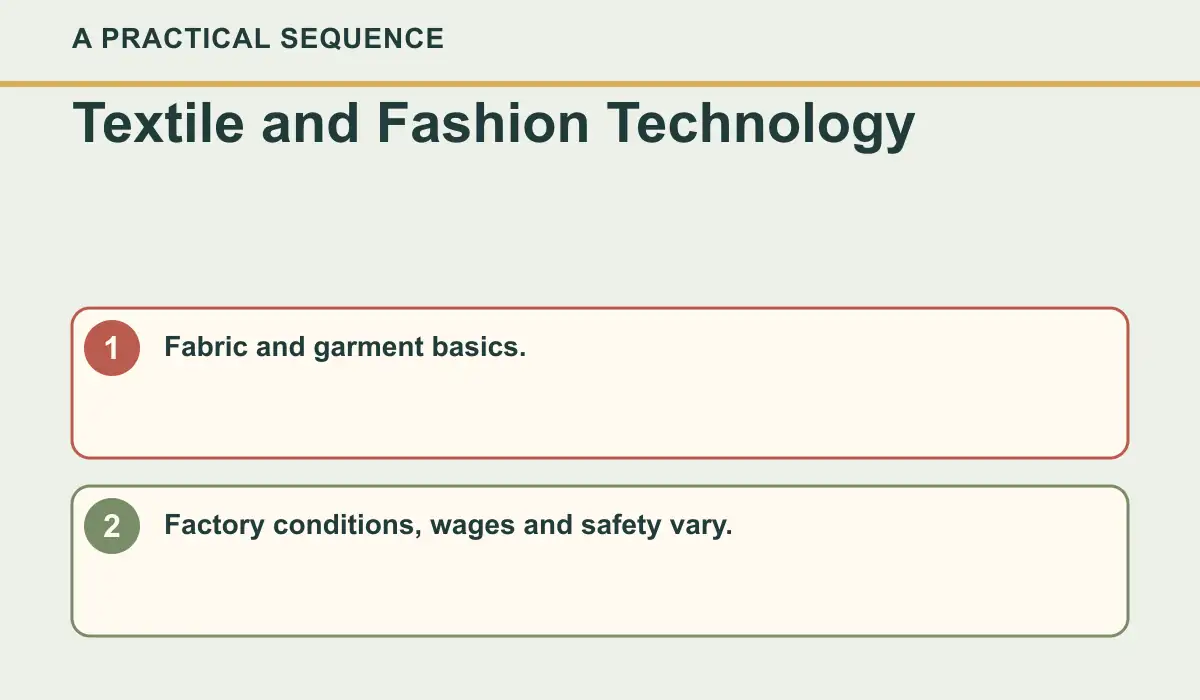 A PRACTICAL SEQUENCE
Textile and Fashion Technology
1
Fabric and garment basics.
2
Factory conditions, wages and safety vary.